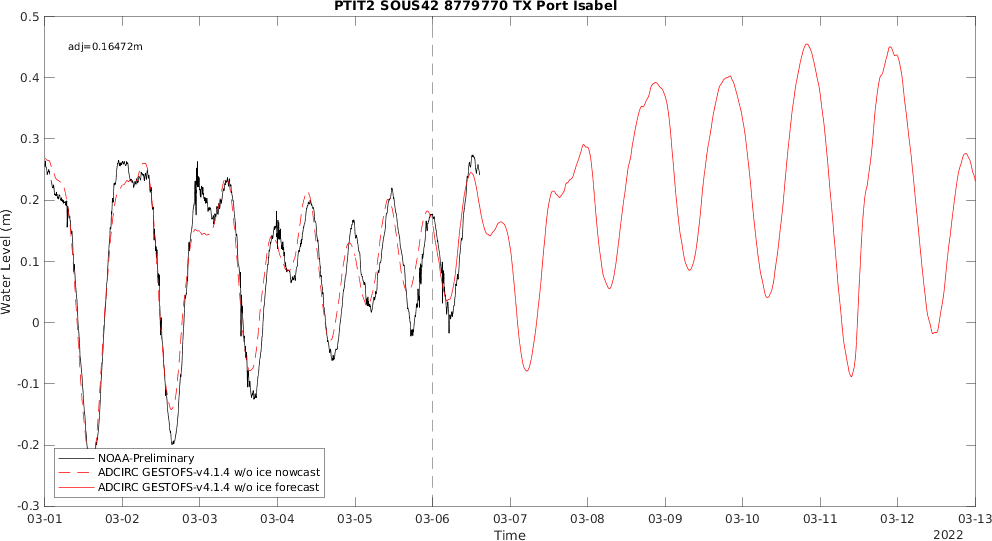 PTIT2 SOUS42 8779770 TX Port Isabel
adj=0.16472m
0.5
0.4
0.3
0.2
0.1
0
-0.1
-0.2
-0.3
Water Level (m)
NOAA-Preliminary
ADCIRC GESTOFS-v4.1.4 w/o ice nowcast
ADCIRC GESTOFS-v4.1.4 w/o ice forecast
03-01 03-02 03-03 03-04 03-05 03-06 03-07 03-08 03-09 03-10 03-11 03-12 03-13
Time
2022